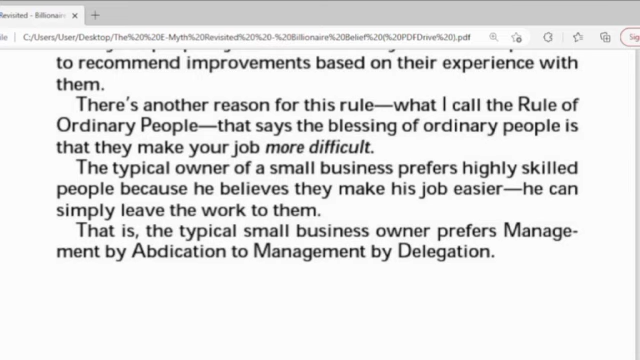 Revisited - Billionaire
C:/Users/User/Desktop/The%20%20E-Myth%20Revisited%20%20-%20Billionaire%20Belief%20(%20PDFDrive%20).pdf
to recommend improvements based on their experience with
them.
There's another reason for this rule—what I call the Rule of
Ordinary People—that says the blessing of ordinary people is
that they make your job more difficult.
The typical owner of a small business prefers highly skilled
people because he believes they make his job easier—he can
simply leave the work to them.
That is, the typical small business owner prefers Manage-
ment by Abdication to Management by Delegation.